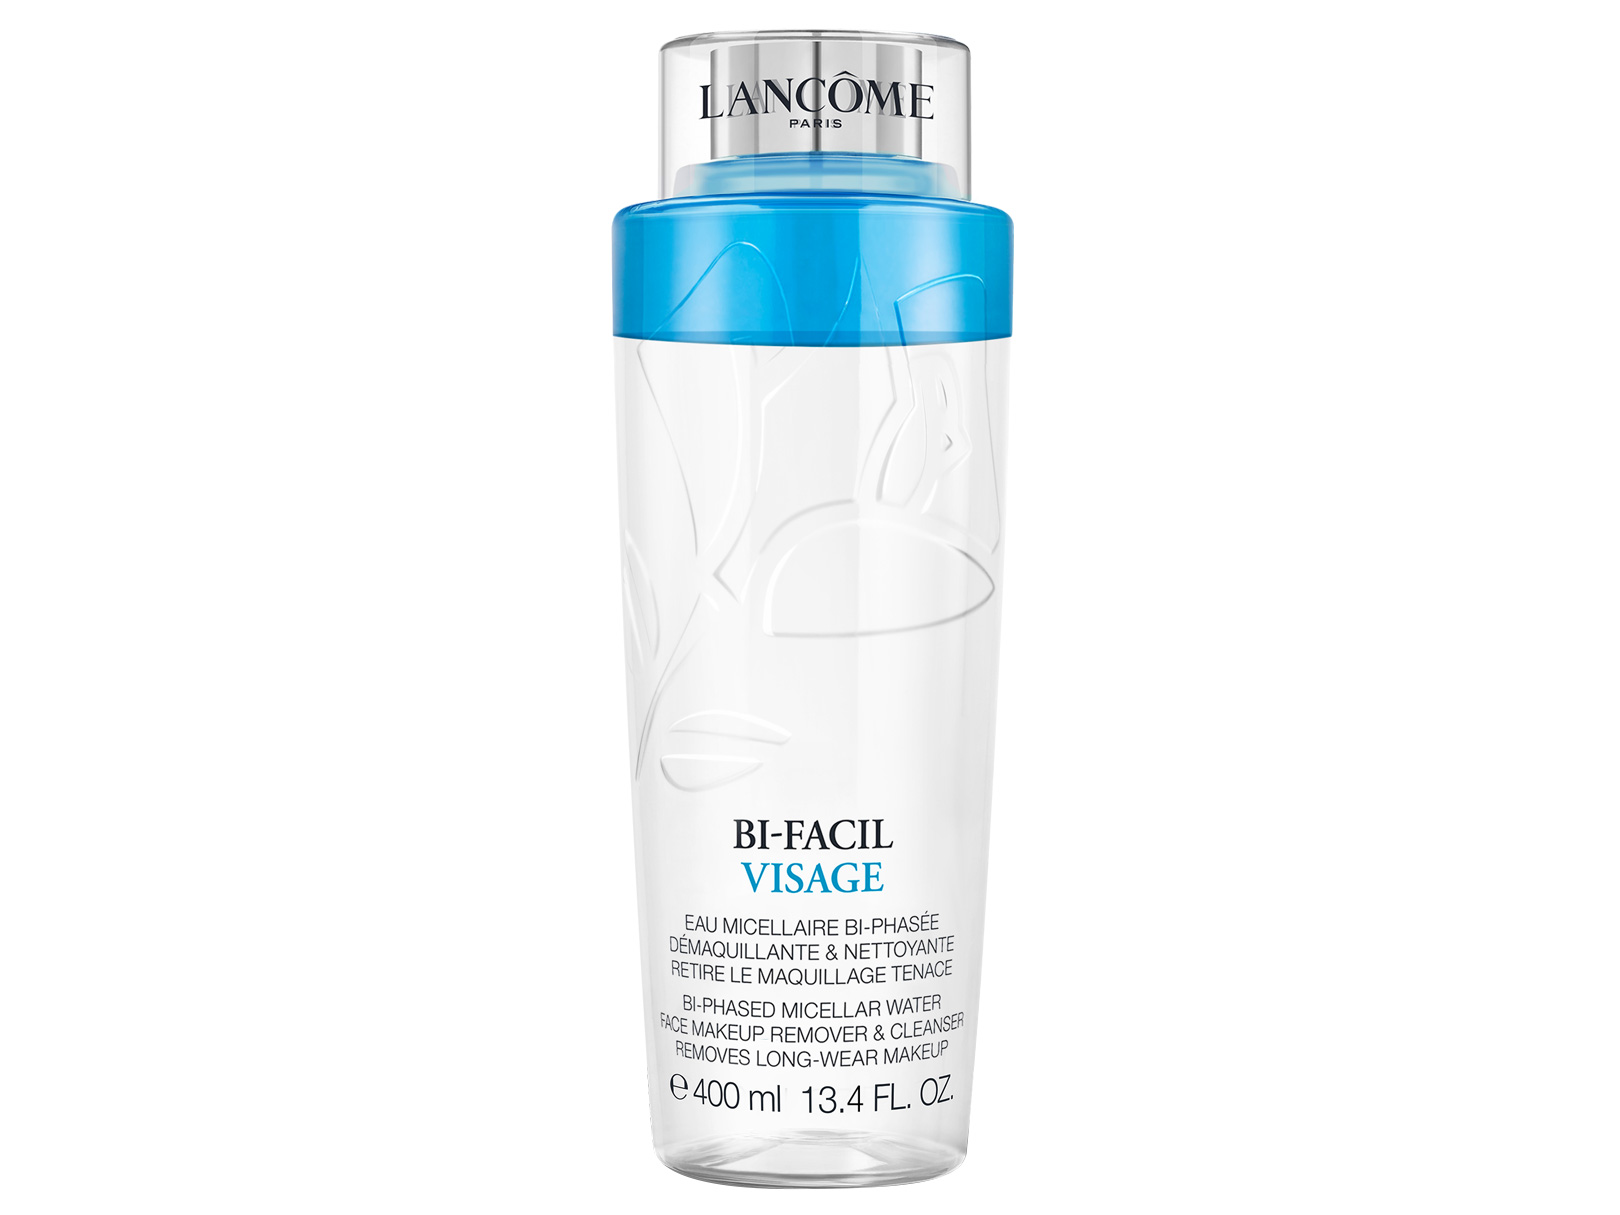 LANCÔME
PARIS
BI-FACIL
VISAGE
EAU MICELLAIRE BI-PHASÉE
DÉMAQUILLANTE & NETTOYANTE
RETIRE LE MAQUILLAGE TENACE
BI-PHASED MICELLAR WATER
FACE MAKEUP REMOVER & CLEANSER
REMOVES LONG-WEAR MAKEUP
℮ 400 ml 13.4 FL. OZ.